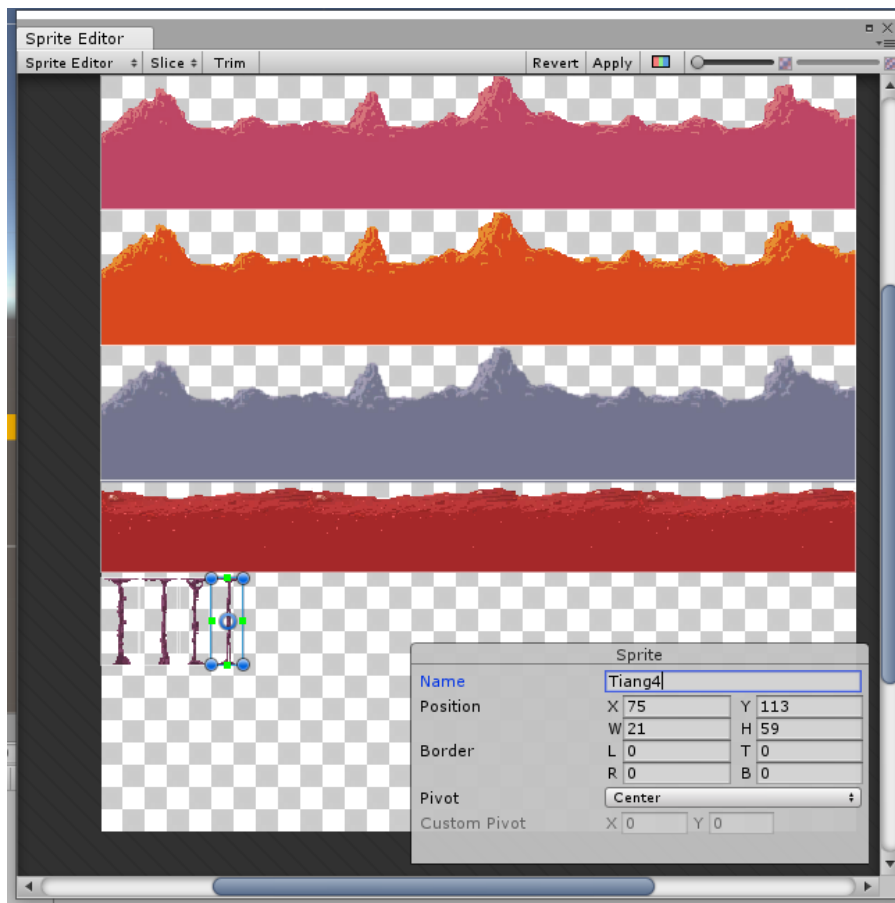 Sprite Editor
Sprite Editor Slice Trim Revert Apply
Sprite
Name Tiang4
Position X 75 Y 113
W 21 H 59
Border L 0 T 0
R 0 B 0
Pivot Center
Custom Pivot X 0 Y 0